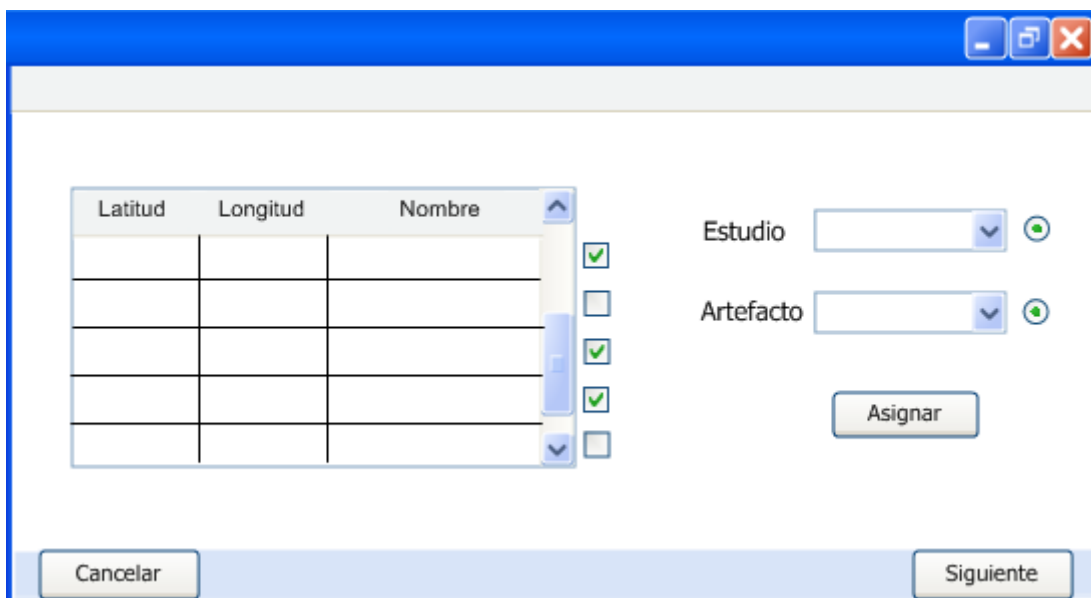 Latitud Longitud Nombre
Estudio
Artefacto
Asignar
Cancelar Siguiente